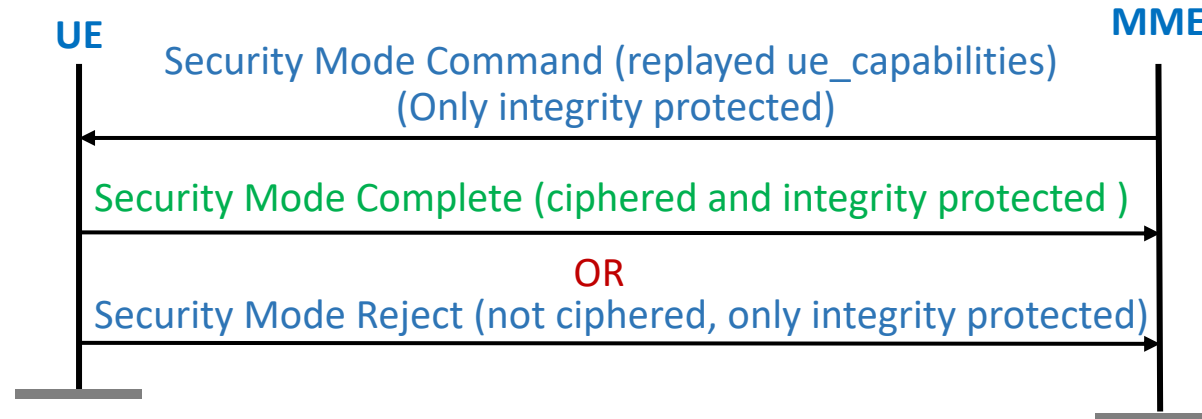 UE
MME
Security Mode Command (replayed ue_capabilities)
(Only integrity protected)
Security Mode Complete (ciphered and integrity protected )
OR
Security Mode Reject (not ciphered, only integrity protected)